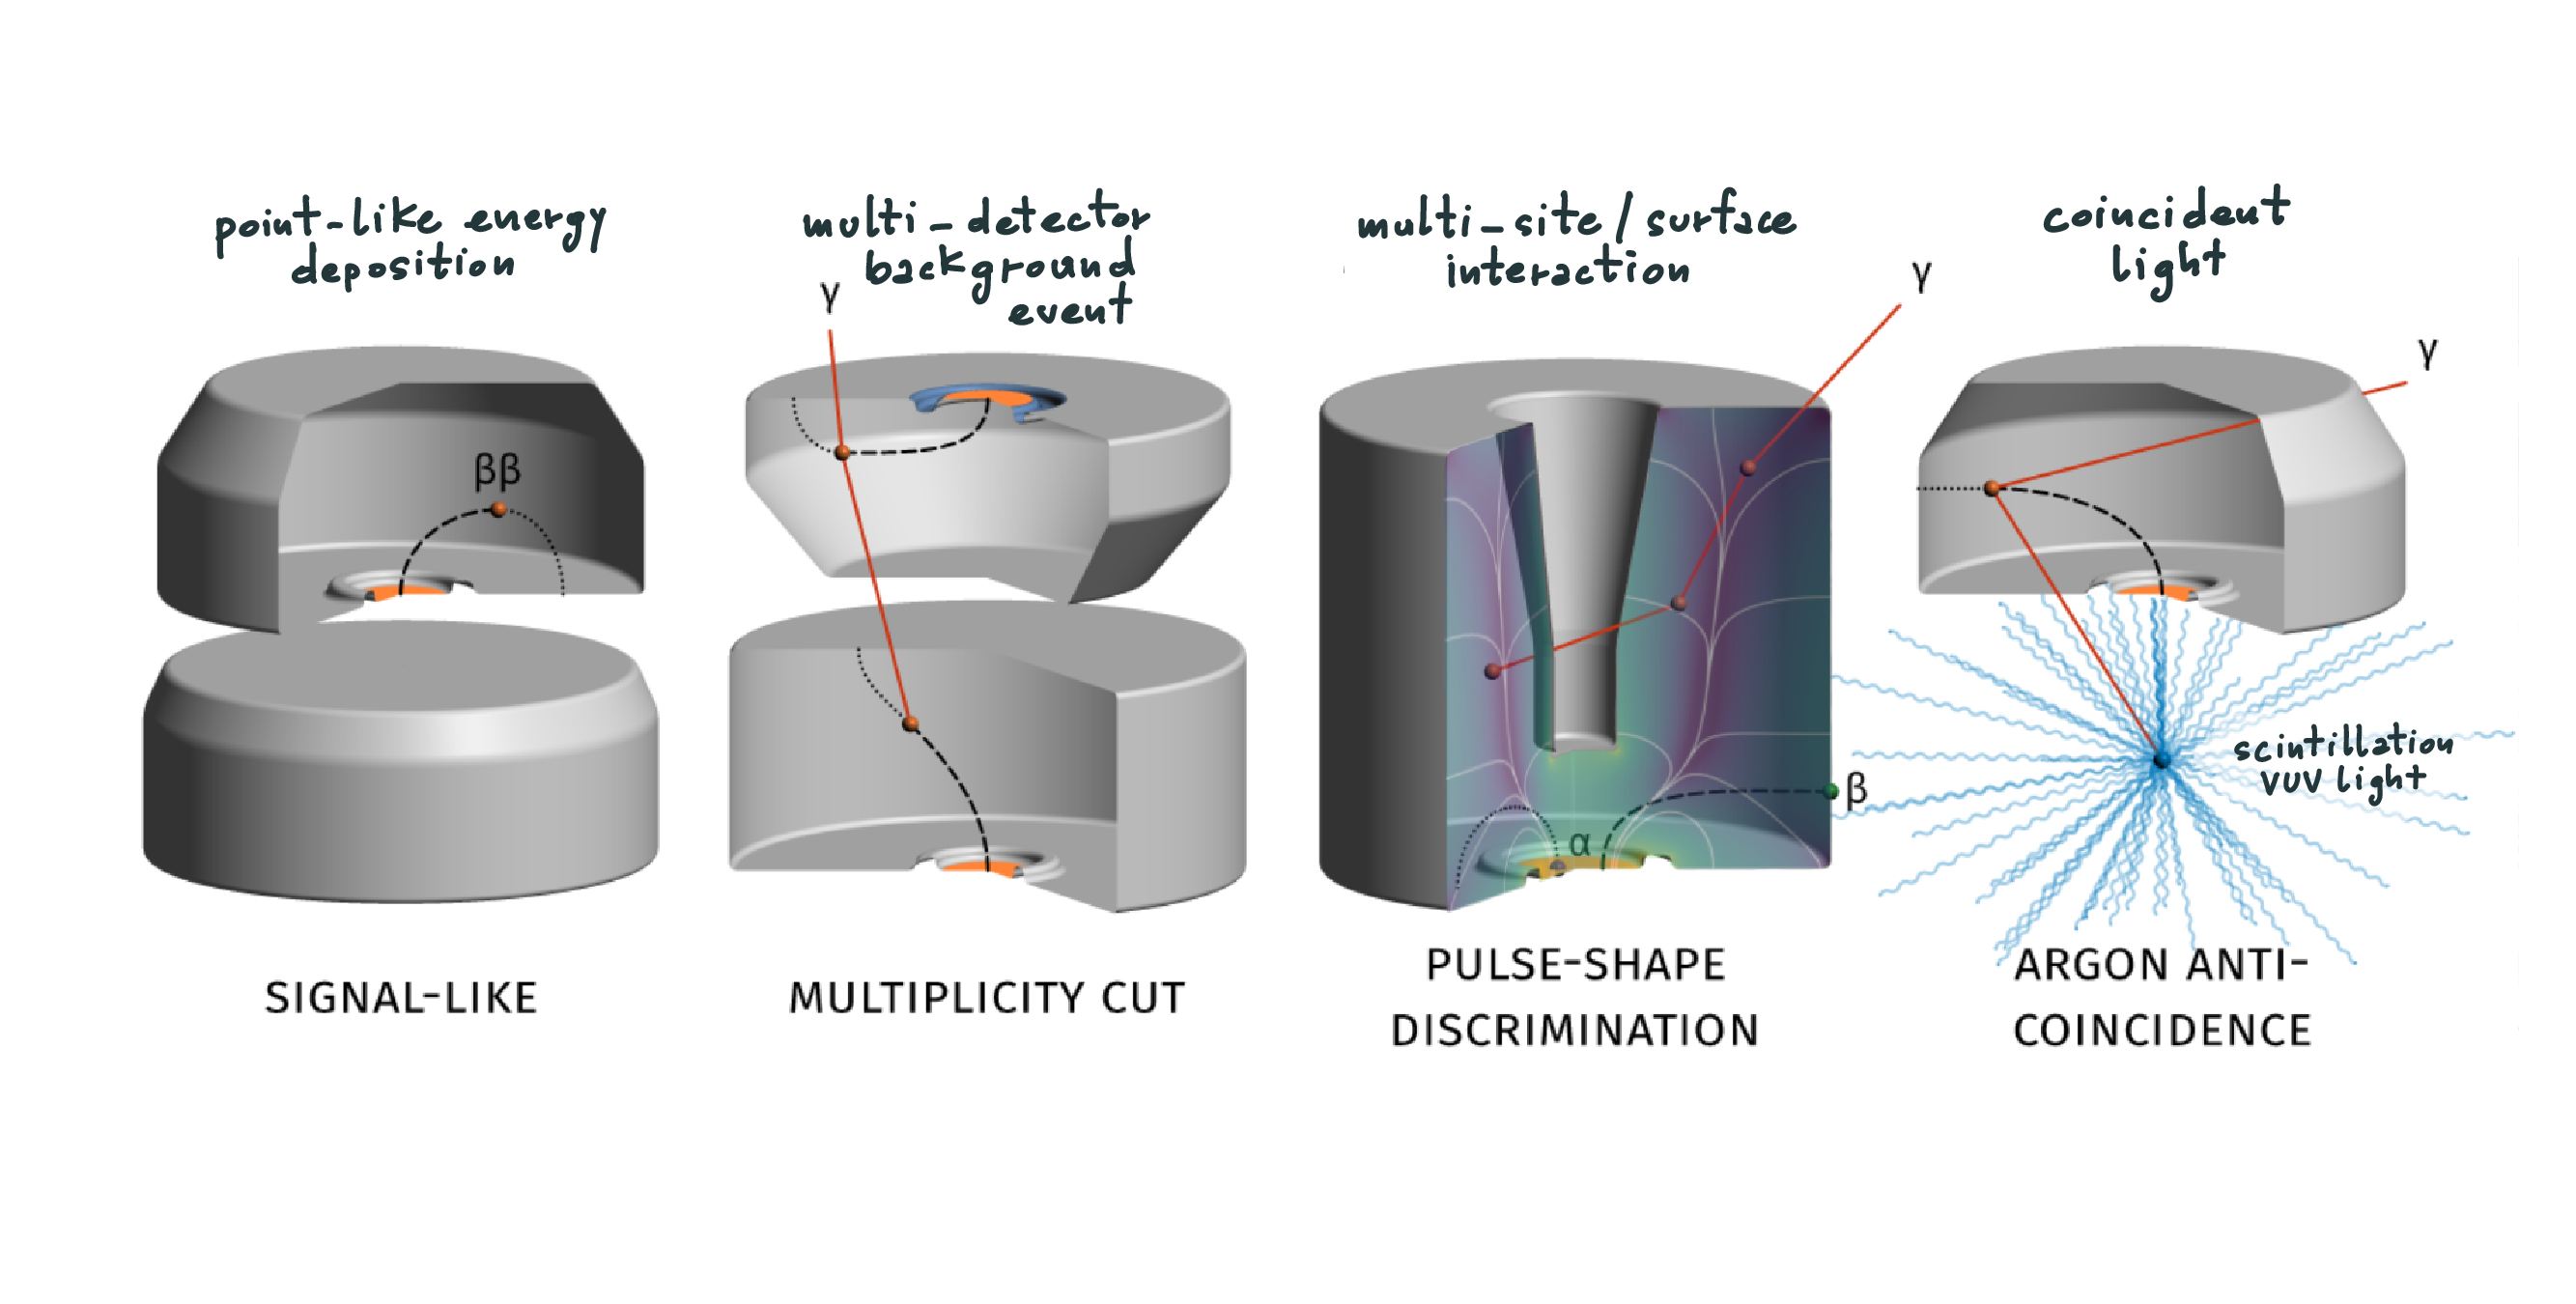 point-like energy
deposition
ββ
SIGNAL-LIKE
multi-detector
background
event
γ
MULTIPLICITY CUT
multi-site/surface
interaction
γ
β
α
PULSE-SHAPE
DISCRIMINATION
coincident
light
γ
scintillation
VUV light
ARGON ANTI-
COINCIDENCE